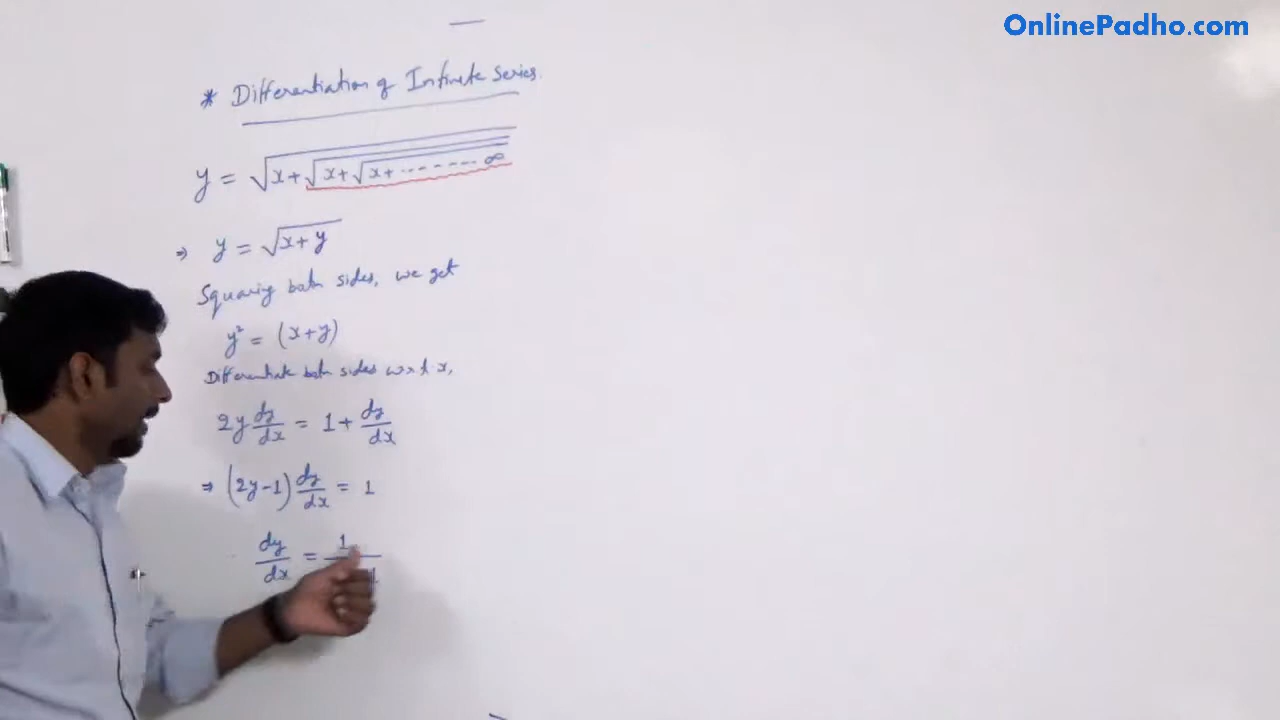 OnlinePadho.com
* Differentiation of Infinite Series.
y = √(x + √(x + √(x + ....... ∞
⇒ y = √(x + y)
Squaring both sides, we get
y² = (x + y)
Differentiate both sides w.r.t x,
2y dy/dx = 1 + dy/dx
⇒ (2y - 1) dy/dx = 1
dy/dx = 1/ 1